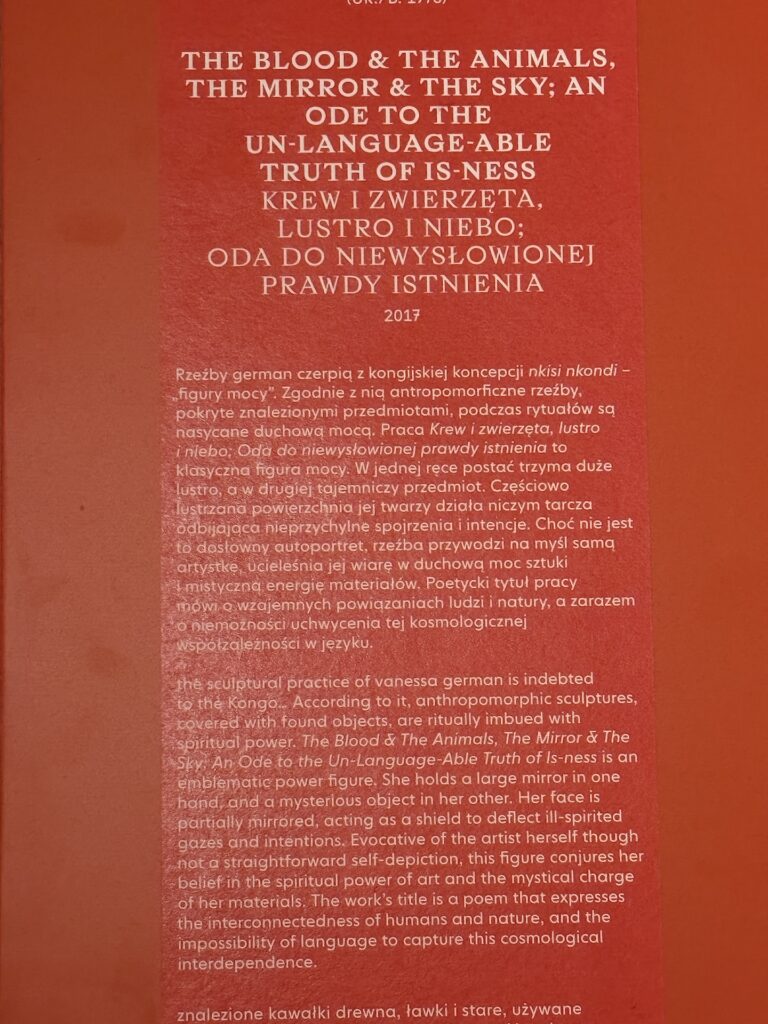 THE BLOOD & THE ANIMALS,
THE MIRROR & THE SKY; AN
ODE TO THE
UN-LANGUAGE-ABLE
TRUTH OF IS-NESS
KREW I ZWIERZĘTA,
LUSTRO I NIEBO;
ODA DO NIEWYSŁOWIONEJ
PRAWDY ISTNIENIA
2017
Rzeźby german czerpią z kongijskiej koncepcji nkisi nkondi –
„figury mocy”. Zgodnie z nią antropomorficzne rzeźby,
pokryte znalezionymi przedmiotami, podczas rytuałów są
nasycane duchową mocą. Praca Krew i zwierzęta, lustro
i niebo; Oda do niewysłowionej prawdy istnienia to
klasyczna figura mocy. W jednej ręce postać trzyma duże
lustro, a w drugiej tajemniczy przedmiot. Częściowo
lustrzana powierzchnia jej twarzy działa niczym tarcza
odbijająca nieprzychylne spojrzenia i intencje. Choć nie jest
to dosłowny autoportret, rzeźba przywodzi na myśl samą
artystkę, ucieleśnia jej wiarę w duchową moc sztuki
i mistyczną energię materiałów. Poetycki tytuł pracy
mówi o wzajemnych powiązaniach ludzi i natury, a zarazem
o niemożności uchwycenia tej kosmologicznej
współzależności w języku.
the sculptural practice of vanessa german is indebted
to the Kongo... According to it, anthropomorphic sculptures,
covered with found objects, are ritually imbued with
spiritual power. The Blood & The Animals, The Mirror & The
Sky; An Ode to the Un-Language-Able Truth of Is-ness is an
emblematic power figure. She holds a large mirror in one
hand, and a mysterious object in her other. Her face is
partially mirrored, acting as a shield to deflect ill-spirited
gazes and intentions. Evocative of the artist herself though
not a straightforward self-depiction, this figure conjures her
belief in the spiritual power of art and the mystical charge
of her materials. The work's title is a poem that expresses
the interconnectedness of humans and nature, and the
impossibility of language to capture this cosmological
interdependence.
znalezione kawałki drewna, ławki i stare, używane